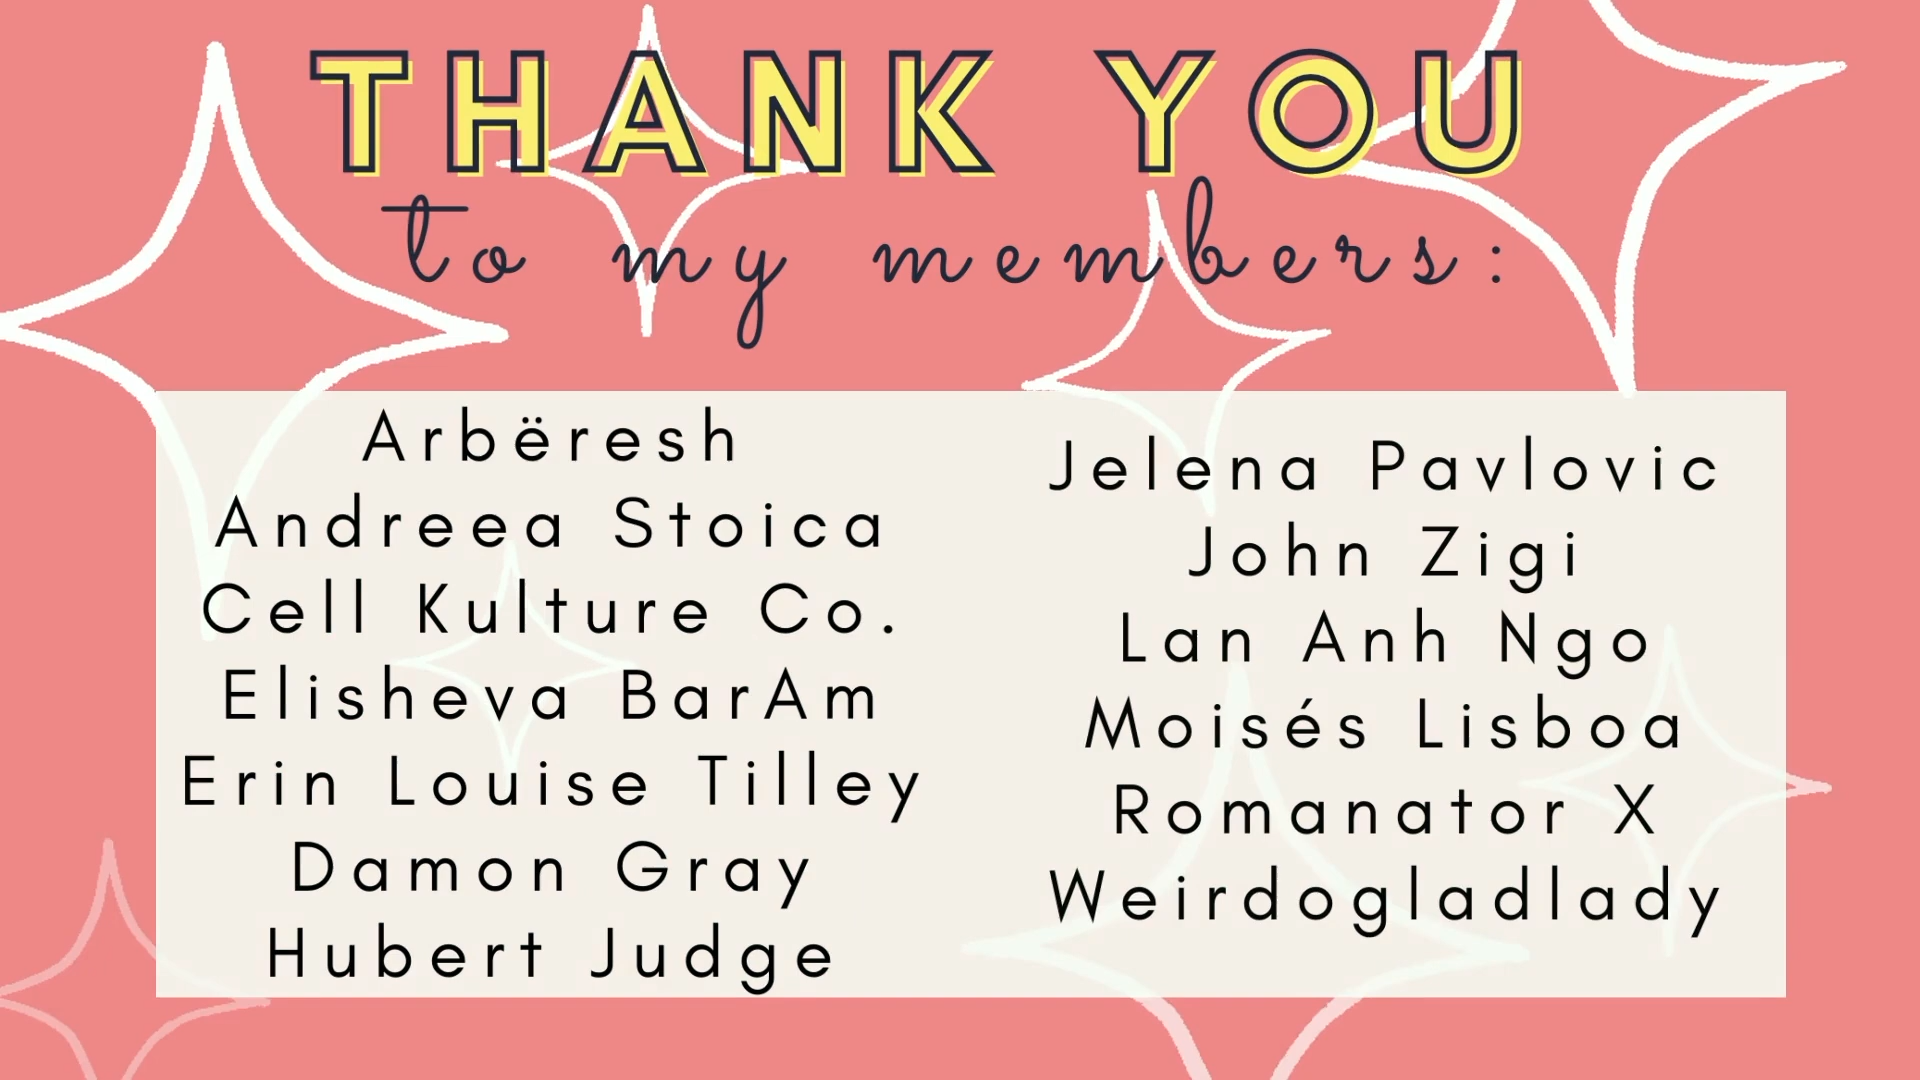 THANK YOU
to my members:
Arbëresh
Andreea Stoica
Cell Kulture Co.
Elisheva BarAm
Erin Louise Tilley
Damon Gray
Hubert Judge
Jelena Pavlovic
John Zigi
Lan Anh Ngo
Moisés Lisboa
Romanator X
Weirdogladlady